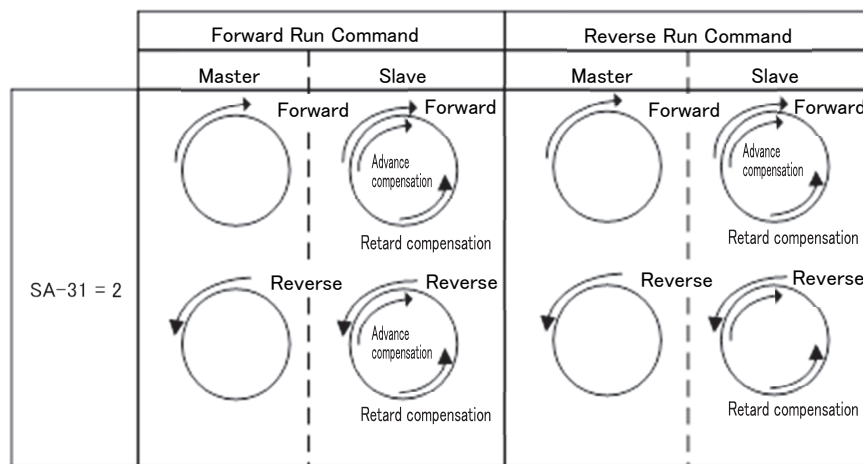 Forward Run Command Reverse Run Command
Master Slave Master Slave
Forward Forward Forward Forward
Advance Advance
compensation compensation
Retard compensation Retard compensation
SA-31 = 2
Reverse Reverse Reverse Reverse
Advance
compensation
Retard compensation Retard compensation